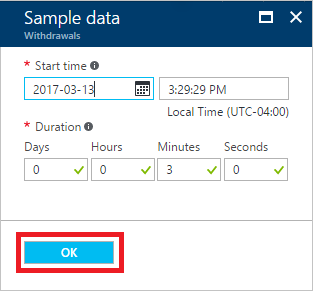 Sample data
Withdrawals
* Start time
2017-03-13 3:29:29 PM
Local Time (UTC-04:00)
* Duration
Days Hours Minutes Seconds
0 0 3 0
OK